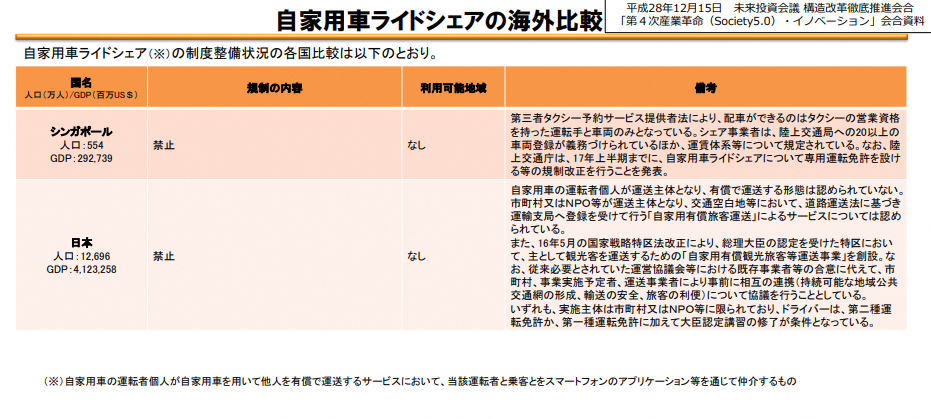 平成28年12月15日　未来投資会議 構造改革徹底推進会合
「第４次産業革命（Society5.0）・イノベーション」会合資料
自家用車ライドシェアの海外比較
自家用車ライドシェア（※）の制度整備状況の各国比較は以下のとおり。
国名
人口（万人）/GDP（百万US＄）
規制の内容
利用可能地域
備考
シンガポール
人口：554
GDP：292,739
禁止
なし
第三者タクシー予約サービス提供者法により、配車ができるのはタクシーの営業資格
を持った運転手と車両のみとなっている。シェア事業者は、陸上交通局への20以上の
車両登録が義務づけられているほか、運賃体系等について規定されている。なお、陸
上交通庁は、17年上半期までに、自家用車ライドシェアについて専用運転免許を設け
る等の規制改正を行うことを発表。
日本
人口：12,696
GDP：4,123,258
禁止
なし
自家用車の運転者個人が運送主体となり、有償で運送する形態は認められていない。
市町村又はNPO等が運送主体となり、交通空白地等において、道路運送法に基づき
運輸支局へ登録を受けて行う「自家用有償旅客運送」によるサービスについては認め
られている。
また、16年5月の国家戦略特区法改正により、総理大臣の認定を受けた特区におい
て、主として観光客を運送するための「自家用有償観光旅客等運送事業」を創設。な
お、従来必要とされていた運営協議会等における既存事業者等の合意に代えて、市
町村、事業実施予定者、運送事業者により事前に相互の連携（持続可能な地域公共
交通網の形成、輸送の安全、旅客の利便）について協議を行うこととしている。
いずれも、実施主体は市町村又はNPO等に限られており、ドライバーは、第二種運
転免許か、第一種運転免許に加えて大臣認定講習の修了が条件となっている。
（※）自家用車の運転者個人が自家用車を用いて他人を有償で運送するサービスにおいて、当該運転者と乗客とをスマートフォンのアプリケーション等を通じて仲介するもの